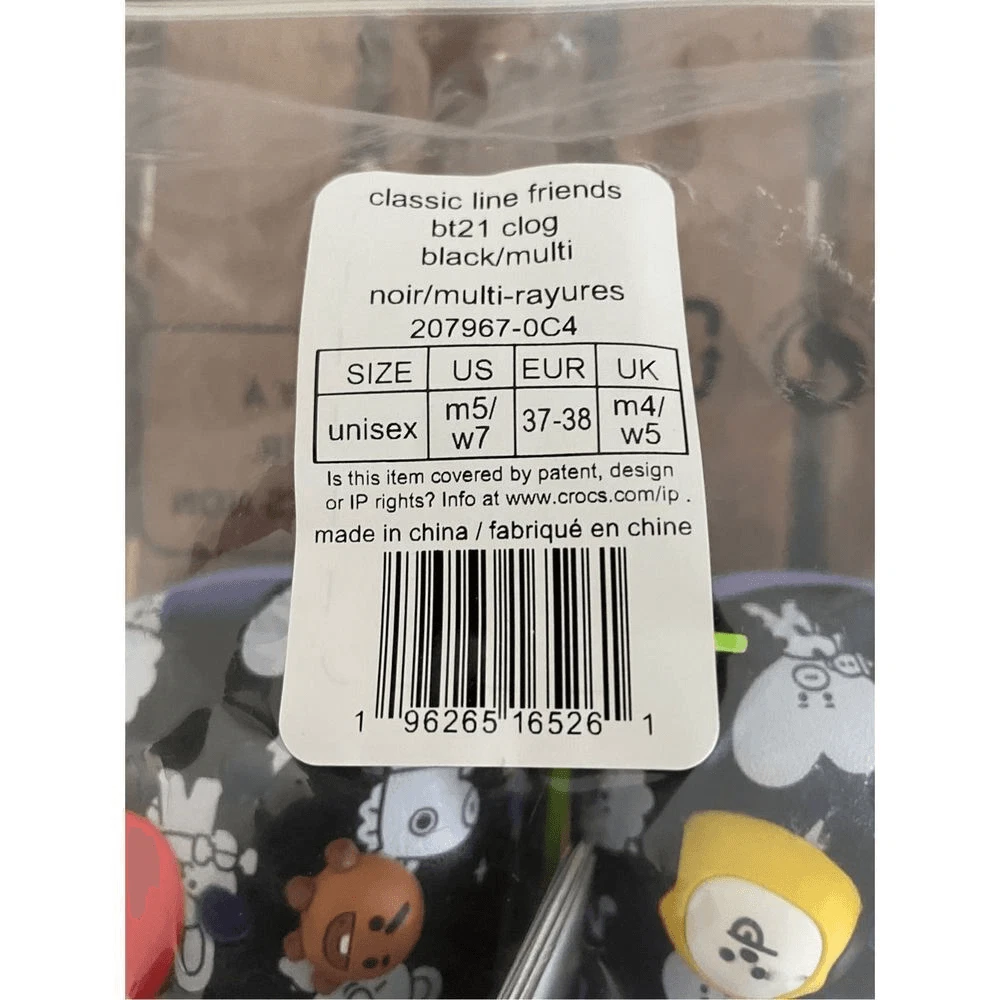 classic line friends
bt21 clog
black/multi
noir/multi-rayures
207967-0C4
SIZE US EUR UK
unisex m5/ w7 37-38 m4/ w5
Is this item covered by patent, design
or IP rights? Info at www.crocs.com/ip .
made in china / fabriqué en chine
1 96265 16526 1